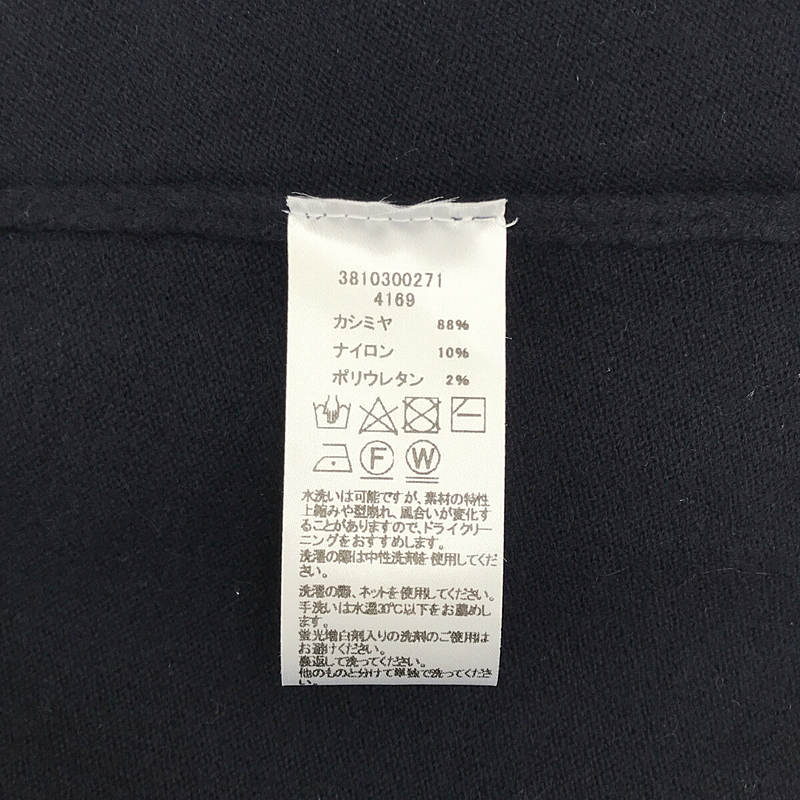 3810300271
4169
カシミヤ 88%
ナイロン 10%
ポリウレタン 2%
F W
水洗いは可能ですが、素材の特性
上縮みや型崩れ、風合いが変化す
ることがありますので、ドライクリー
ニングをおすすめします。
洗濯の際は中性洗剤を使用してくだ
さい。
洗濯の際、ネットを使用してください。
手洗いは水温30℃以下をお薦めし
ます。
蛍光増白剤入りの洗剤のご使用は
お避けください。
裏返して洗ってください。
他のものと分けて単独で洗ってくださ
い。